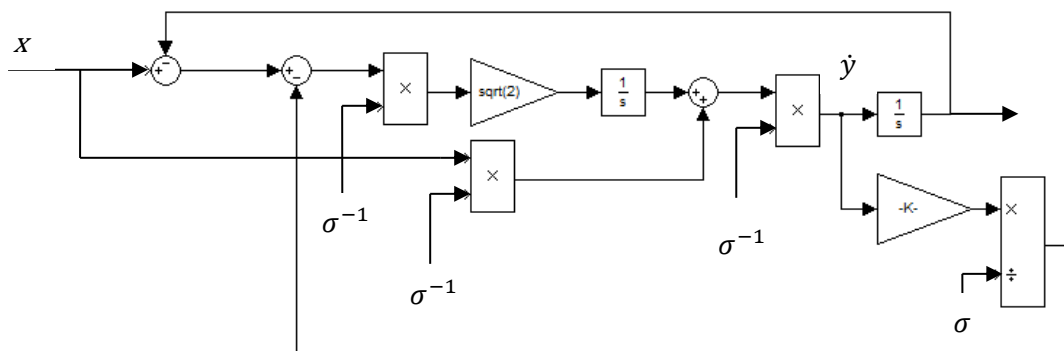 x
ẏ
+ −
+ −
×
sqrt(2)
1
s
+ +
×
1
s
×
-K-
×
÷
σ⁻¹
σ⁻¹
σ⁻¹
σ